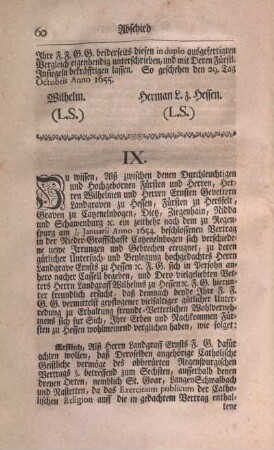 60 Abschied
Ihre F. F. G. G. beiderseits diesen in duplo ausgefertigten
Vergleich eigenhendig unterschrieben, und mit Deren Fürstl.
Insiegeln bekräfftigen lassen. So geschehen den 29. Tag
Octobris Anno 1655.
Wilhelm. Herman L. z. Hessen.
(L.S.) (L.S.)
IX.
Zu wissen, Alß zwischen denen Durchleuchtigen
und Hochgebornen Fürsten und Herren, Her-
ren Wilhelmen und Herren Ernsten Gevettern
Landgraven zu Hessen, Fürsten zu Herßfelt,
Graven zu Catzenelnbogen, Dietz, Ziegenhain, Nidda
und Schawenburg ꝛc. ein zeithehr nach dem zu Regen-
spurg am Januarii Anno 1654. beschlossenen Vertrag
in der Nieder-Graffschafft Catzenelnbogen sich verschiede-
ne newe Irrungen und Gebrechen ereugnet, zu deren
gütlicher Untersuch- und Beylegung hochgedachtes Herrn
Landgrave Ernsts zu Hessen ꝛc. F. G. sich in Persohn an-
hero nacher Cassell begeben, und Dero vielgeliebten Vet-
ters Herrn Landgraff Wilhelms zu Hessen ꝛc. F. G. hierun-
ter freundlich ersucht, daß demnach beyde Ihre F. F.
G. G. vermittelst gepflogener vielfaltiger gütlicher Unter-
redung zu Erhaltung freund-Vetterlichen Wohlverneh-
mens sich für Sich, Ihre Erben und Nachkommen Für-
sten zu Hessen wohlmeinend verglichen haben, wie folget:
Erstlich, Alß Herrn Landgraff Ernsts F. G. dafür
achten wollen, daß Deroselben angehörige Catholische
Geistliche vermöge des obberürten Regenspurgischen
Vertrags §. betreffend zum Sechsten, ausserhalb denen
dreyen Orten, nemblich St. Goar, LangenSchwalbach
und Nastetten, da das Exercitium publicum der Catho-
lischen Religion auß die in gedachtem Vertrag enthal-
tene